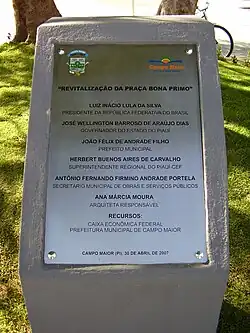 Campo Maior
"REVITALIZAÇÃO DA PRAÇA BONA PRIMO"
LUIZ INÁCIO LULA DA SILVA
PRESIDENTE DA REPÚBLICA FEDERATIVA DO BRASIL
JOSÉ WELLINGTON BARROSO DE ARAÚJO DIAS
GOVERNADOR DO ESTADO DO PIAUÍ
JOÃO FÉLIX DE ANDRADE FILHO
PREFEITO MUNICIPAL
HERBERT BUENOS AIRES DE CARVALHO
SUPERINTENDENTE REGIONAL DO PIAUÍ-CEF
ANTÔNIO FERNANDO FIRMINO ANDRADE PORTELA
SECRETÁRIO MUNICIPAL DE OBRAS E SERVIÇOS PÚBLICOS
ANA MÁRCIA MOURA
ARQUITETA RESPONSÁVEL
RECURSOS:
CAIXA ECONÔMICA FEDERAL
PREFEITURA MUNICIPAL DE CAMPO MAIOR
CAMPO MAIOR (PI), 30 DE ABRIL DE 2007